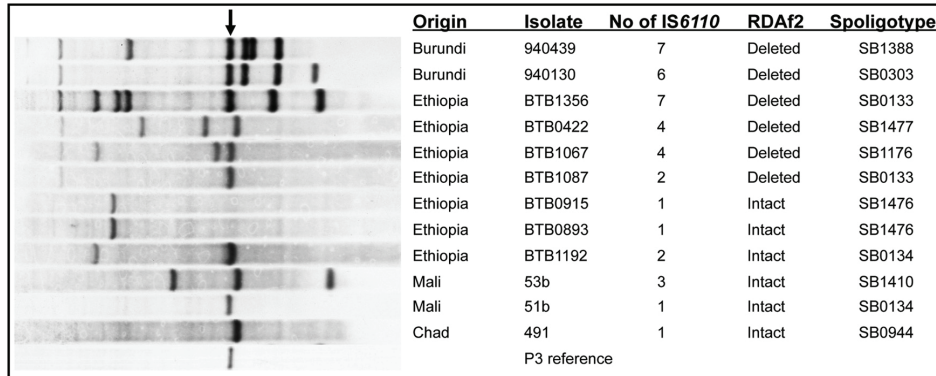 Origin Isolate No of IS6110 RDAf2 Spoligotype
Burundi 940439 7 Deleted SB1388
Burundi 940130 6 Deleted SB0303
Ethiopia BTB1356 7 Deleted SB0133
Ethiopia BTB0422 4 Deleted SB1477
Ethiopia BTB1067 4 Deleted SB1176
Ethiopia BTB1087 2 Deleted SB0133
Ethiopia BTB0915 1 Intact SB1476
Ethiopia BTB0893 1 Intact SB1476
Ethiopia BTB1192 2 Intact SB0134
Mali 53b 3 Intact SB1410
Mali 51b 1 Intact SB0134
Chad 491 1 Intact SB0944
P3 reference